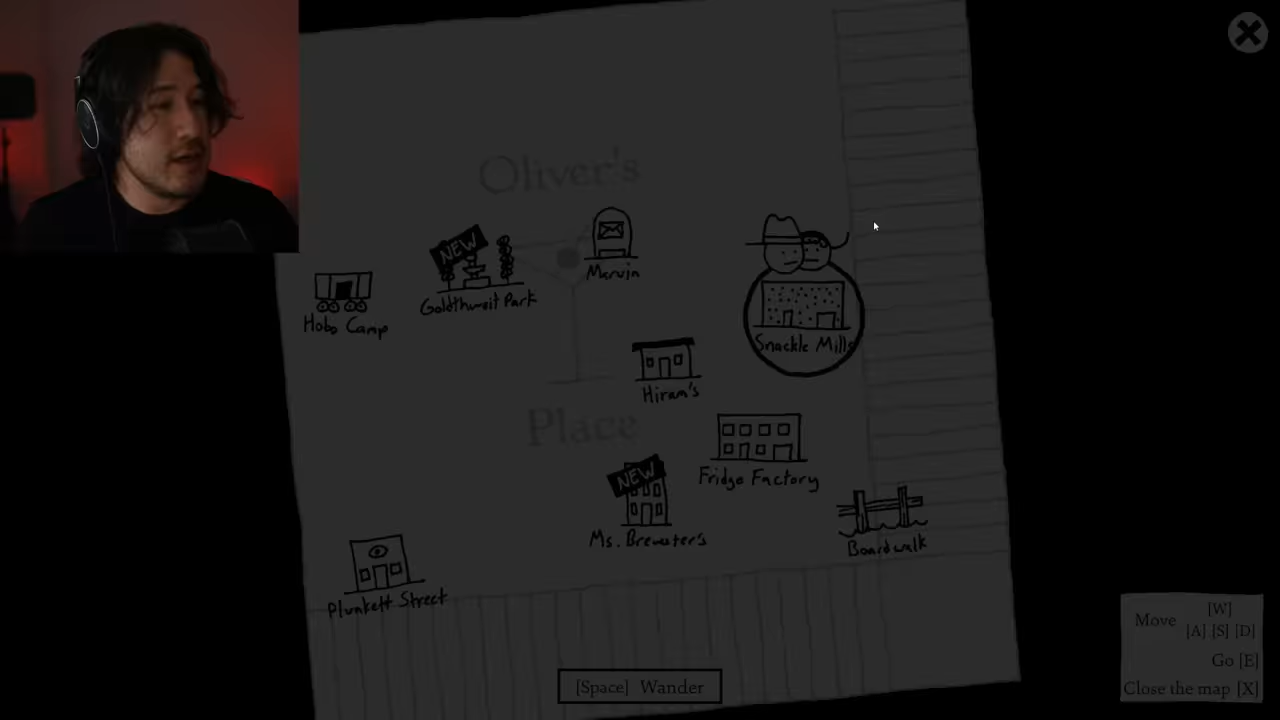 Oliver's
NEW
Marvin
Goldthwait Park
Hobo Camp
Snackle Mills
Hiram's
Place
NEW
Fridge Factory
Ms. Brewster's
Boardwalk
Plunkett Street
[Space] Wander
Move [W]
[A] [S] [D]
Go [E]
Close the map [X]